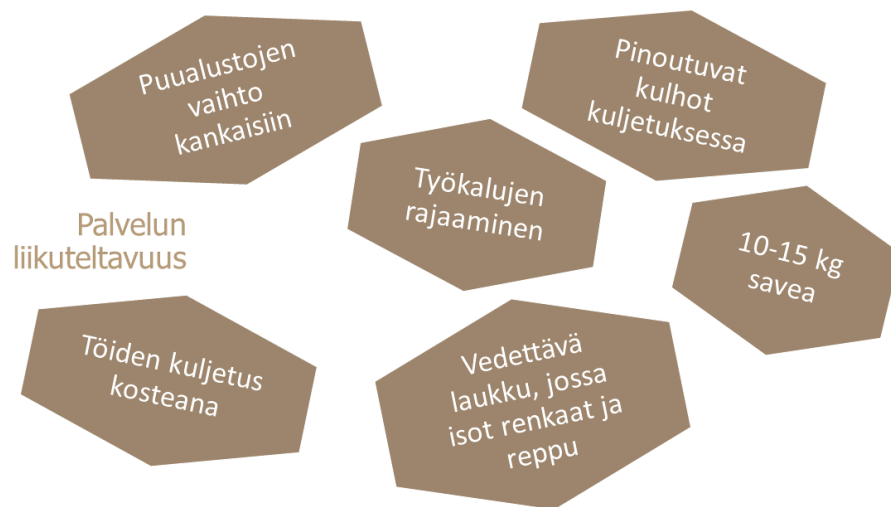 Puualustojen
vaihto
kankaisiin
Pinoutuvat
kulhot
kuljetuksessa
Työkalujen
rajaaminen
Palvelun
liikuteltavuus
10-15 kg
savea
Töiden kuljetus
kosteana
Vedettävä
laukku, jossa
isot renkaat ja
reppu